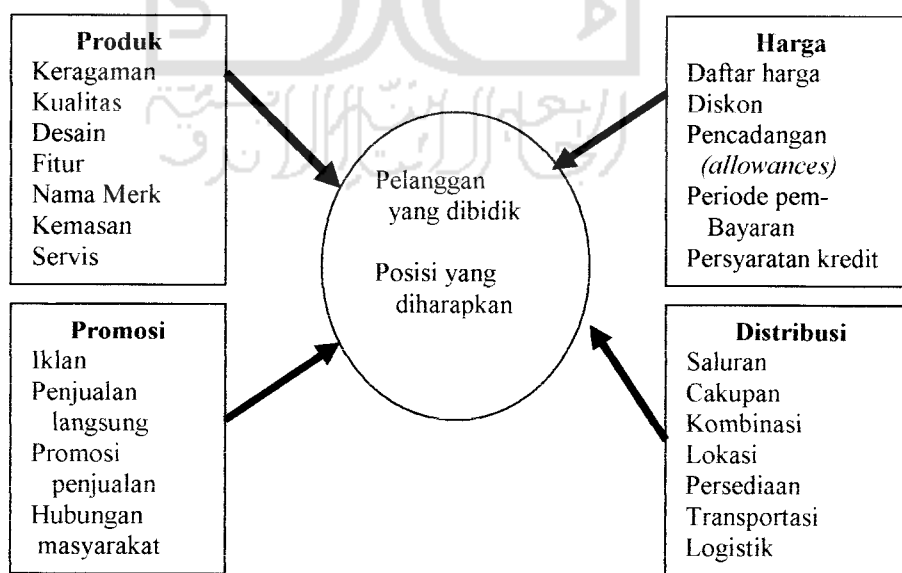 Produk
Keragaman
Kualitas
Desain
Fitur
Nama Merk
Kemasan
Servis
Harga
Daftar harga
Diskon
Pencadangan
(allowances)
Periode pem-
Bayaran
Persyaratan kredit
Pelanggan
yang dibidik
Posisi yang
diharapkan
Promosi
Iklan
Penjualan
langsung
Promosi
penjualan
Hubungan
masyarakat
Distribusi
Saluran
Cakupan
Kombinasi
Lokasi
Persediaan
Transportasi
Logistik